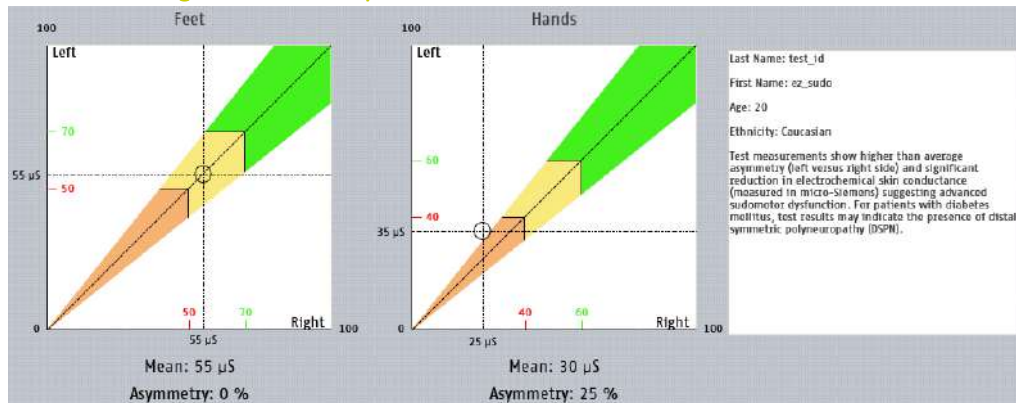 Feet
100
Left
70
55 µS
50
0
50
70
Right
100
55 µS
Mean: 55 µS
Asymmetry: 0 %
Hands
100
Left
60
40
35 µS
0
40
60
Right
100
25 µS
Mean: 30 µS
Asymmetry: 25 %
Last Name: test_id
First Name: ez_sudo
Age: 20
Ethnicity: Caucasian
Test measurements show higher than average
asymmetry (left versus right side) and significant
reduction in electrochemical skin conductance
(measured in micro-Siemens) suggesting advanced
sudomotor dysfunction. For patients with diabetes
mellitus, test results may indicate the presence of distal
symmetric polyneuropathy (DSPN).